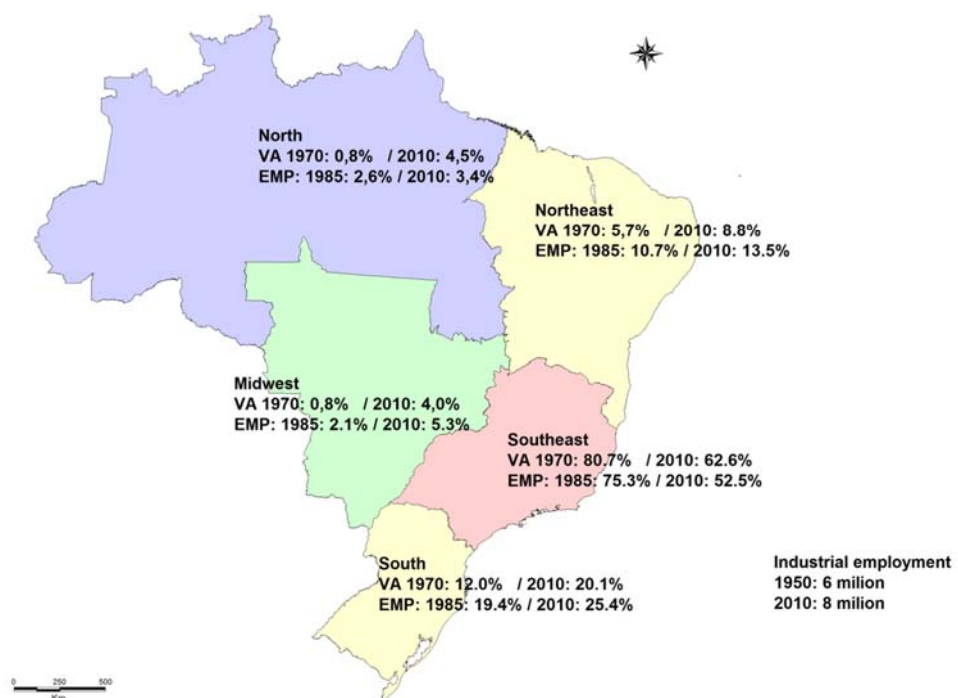 North
VA 1970: 0,8% / 2010: 4,5%
EMP: 1985: 2,6% / 2010: 3,4%
Northeast
VA 1970: 5,7% / 2010: 8.8%
EMP: 1985: 10.7% / 2010: 13.5%
Midwest
VA 1970: 0,8% / 2010: 4,0%
EMP: 1985: 2.1% / 2010: 5.3%
Southeast
VA 1970: 80.7% / 2010: 62.6%
EMP: 1985: 75.3% / 2010: 52.5%
South
VA 1970: 12.0% / 2010: 20.1%
EMP: 1985: 19.4% / 2010: 25.4%
Industrial employment
1950: 6 milion
2010: 8 milion
0 250 500
Km